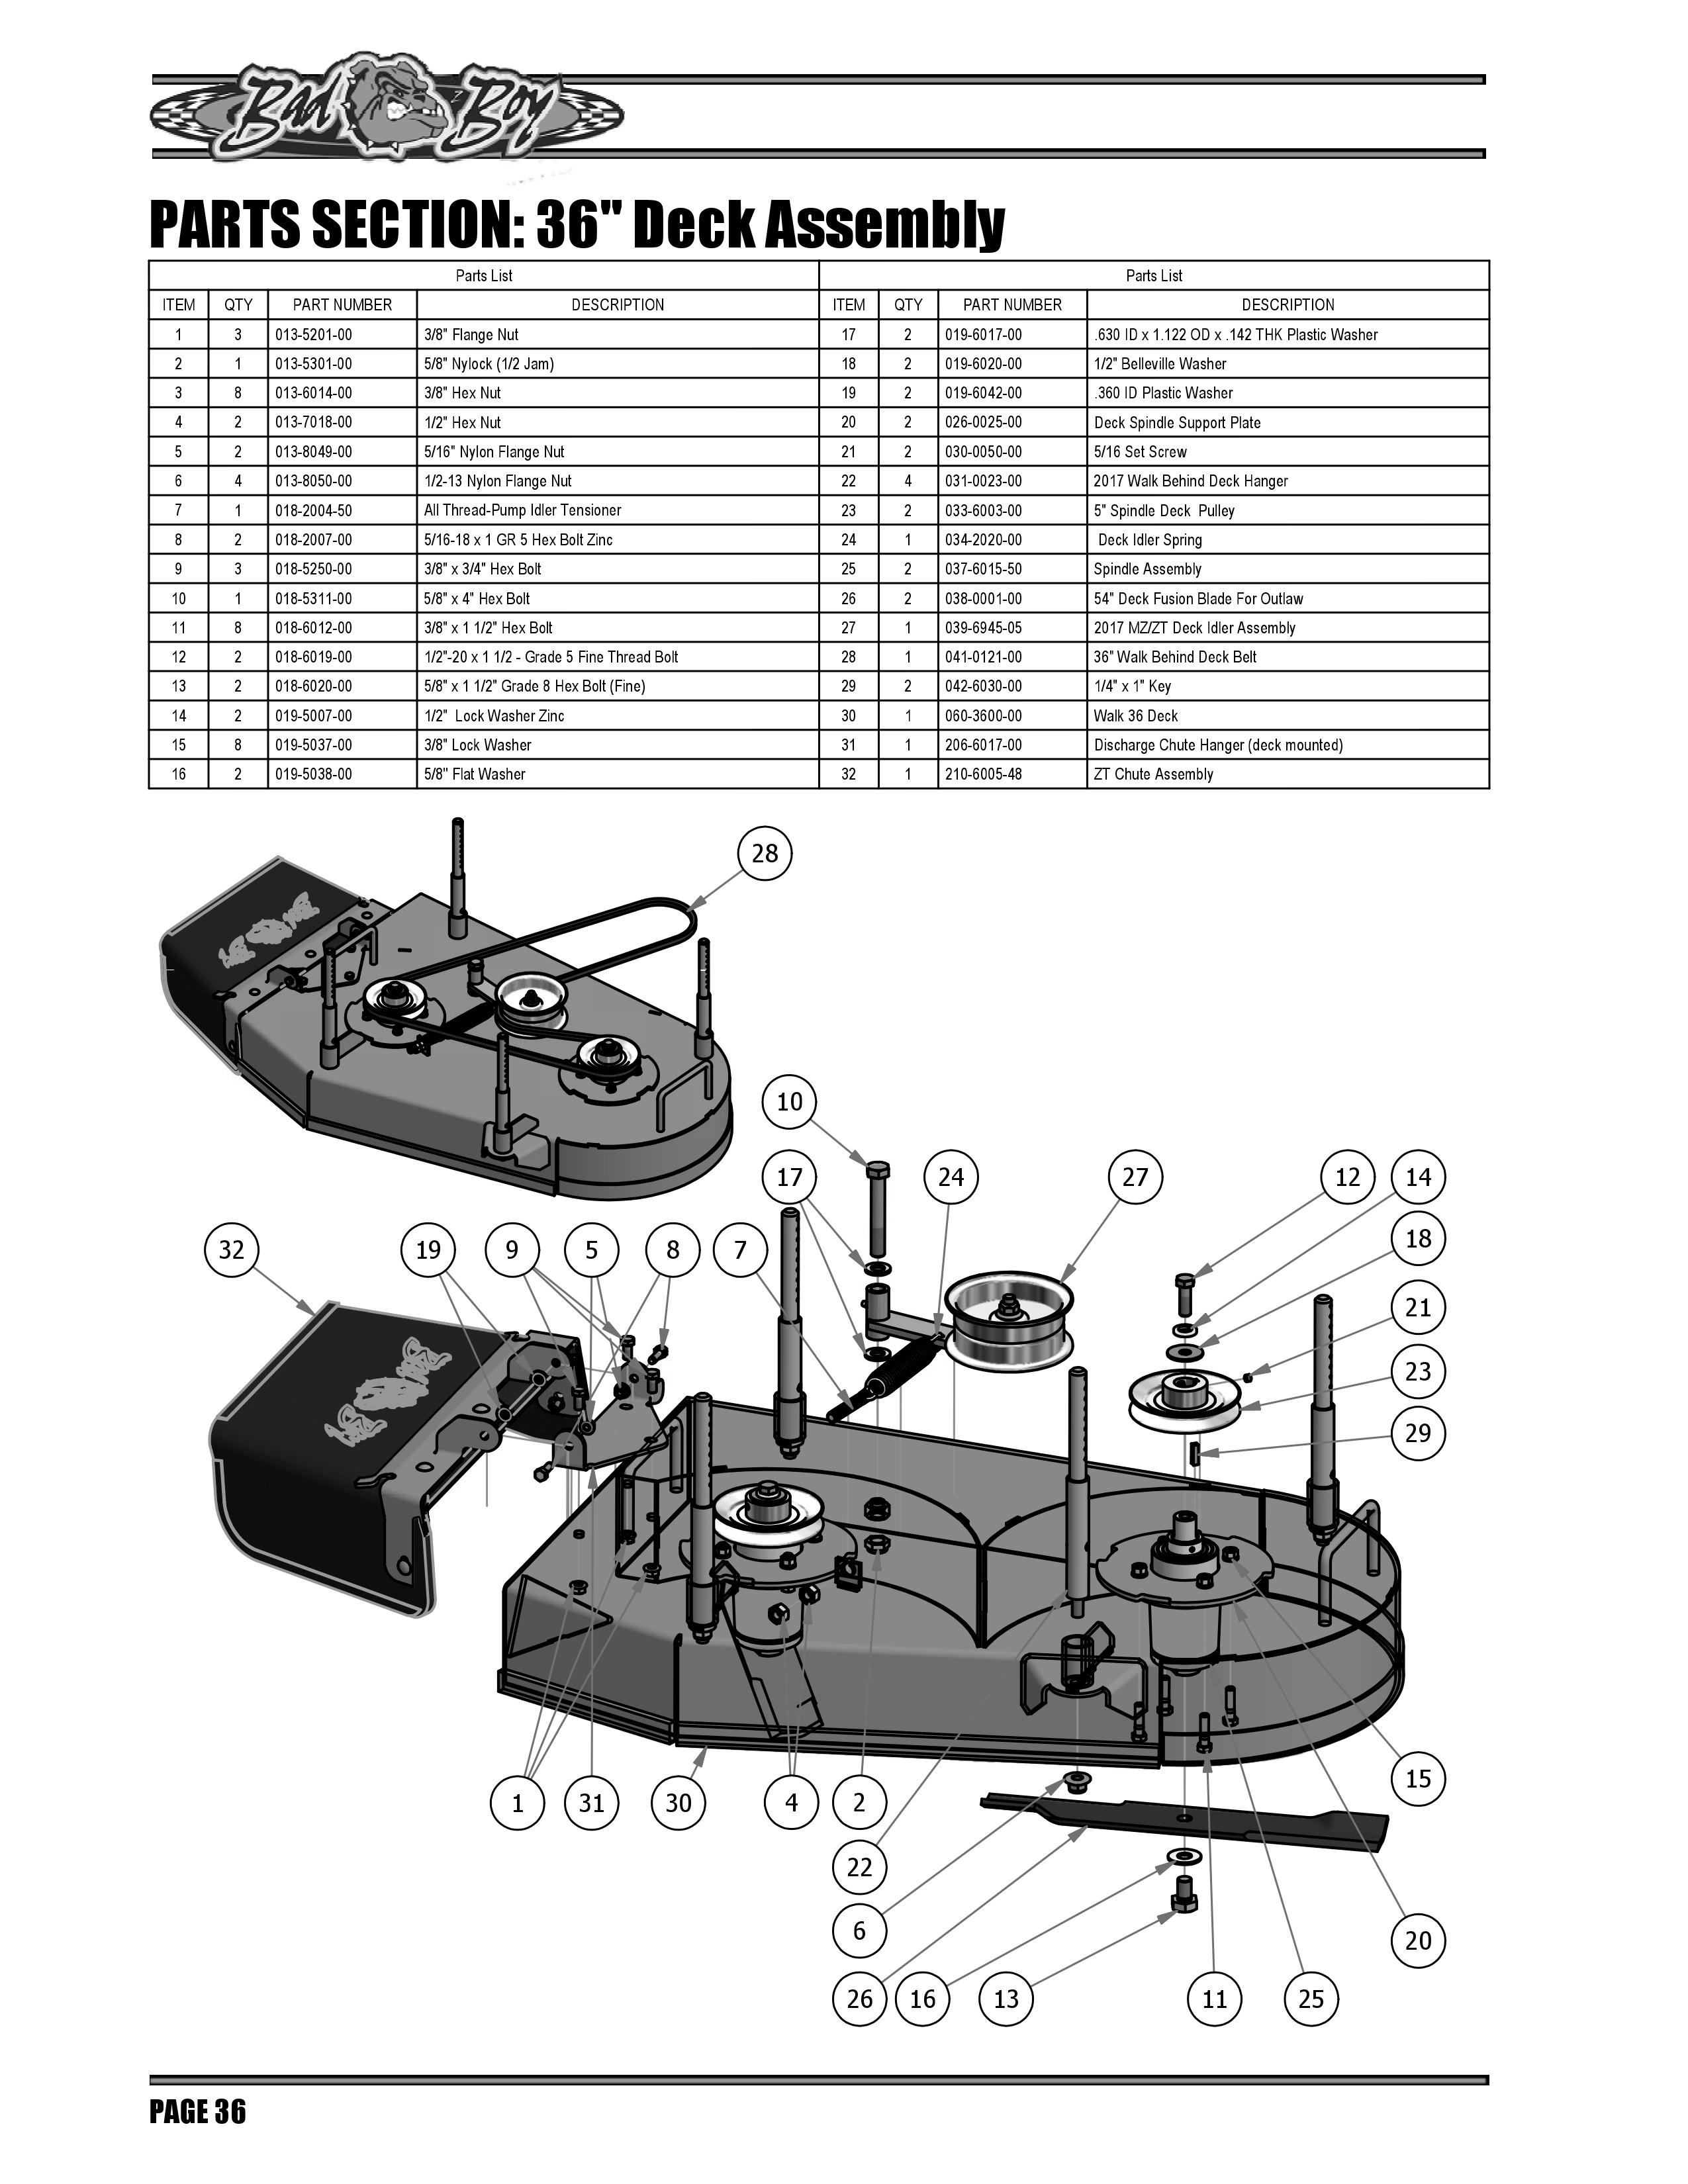 Bad Boy
PARTS SECTION: 36" Deck Assembly
Parts List Parts List
ITEM QTY PART NUMBER DESCRIPTION ITEM QTY PART NUMBER DESCRIPTION
1 3 013-5201-00 3/8" Flange Nut 17 2 019-6017-00 .630 ID x 1.122 OD x .142 THK Plastic Washer
2 1 013-5301-00 5/8" Nylock (1/2 Jam) 18 2 019-6020-00 1/2" Belleville Washer
3 8 013-6014-00 3/8" Hex Nut 19 2 019-6042-00 .360 ID Plastic Washer
4 2 013-7018-00 1/2" Hex Nut 20 2 026-0025-00 Deck Spindle Support Plate
5 2 013-8049-00 5/16" Nylon Flange Nut 21 2 030-0050-00 5/16 Set Screw
6 4 013-8050-00 1/2-13 Nylon Flange Nut 22 4 031-0023-00 2017 Walk Behind Deck Hanger
7 1 018-2004-50 All Thread-Pump Idler Tensioner 23 2 033-6003-00 5" Spindle Deck Pulley
8 2 018-2007-00 5/16-18 x 1 GR 5 Hex Bolt Zinc 24 1 034-2020-00 Deck Idler Spring
9 3 018-5250-00 3/8" x 3/4" Hex Bolt 25 2 037-6015-50 Spindle Assembly
10 1 018-5311-00 5/8" x 4" Hex Bolt 26 2 038-0001-00 54" Deck Fusion Blade For Outlaw
11 8 018-6012-00 3/8" x 1 1/2" Hex Bolt 27 1 039-6945-05 2017 MZ/ZT Deck Idler Assembly
12 2 018-6019-00 1/2"-20 x 1 1/2 - Grade 5 Fine Thread Bolt 28 1 041-0121-00 36" Walk Behind Deck Belt
13 2 018-6020-00 5/8" x 1 1/2" Grade 8 Hex Bolt (Fine) 29 2 042-6030-00 1/4" x 1" Key
14 2 019-5007-00 1/2" Lock Washer Zinc 30 1 060-3600-00 Walk 36 Deck
15 8 019-5037-00 3/8" Lock Washer 31 1 206-6017-00 Discharge Chute Hanger (deck mounted)
16 2 019-5038-00 5/8" Flat Washer 32 1 210-6005-48 ZT Chute Assembly
28
10
17 24 27 12 14
32 19 9 5 8 7 18
21
23
29
15
1 31 30 4 2
22
6
20
26 16 13 11 25
PAGE 36